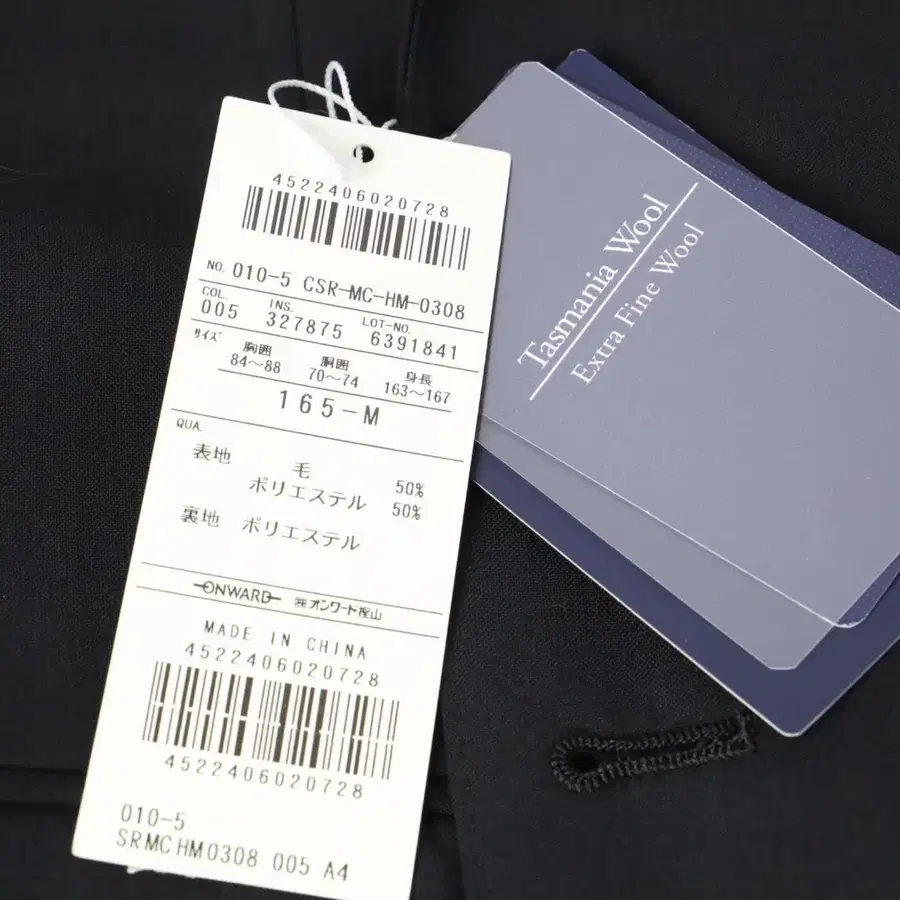 4522406020728
NO. 010-5 CSR-MC-HM-0308
COL. INS. LOT-NO.
005 327875 6391841
サイズ 胸囲 胴囲 身長
84〜88 70〜74 163〜167
165-M
QUA.
表地 毛 50%
ポリエステル 50%
裏地 ポリエステル
ONWARD ㈱オンワード樫山
MADE IN CHINA
4522406020728
4522406020728
010-5
SRMCHM0308 005 A4
Tasmania Wool
Extra Fine Wool